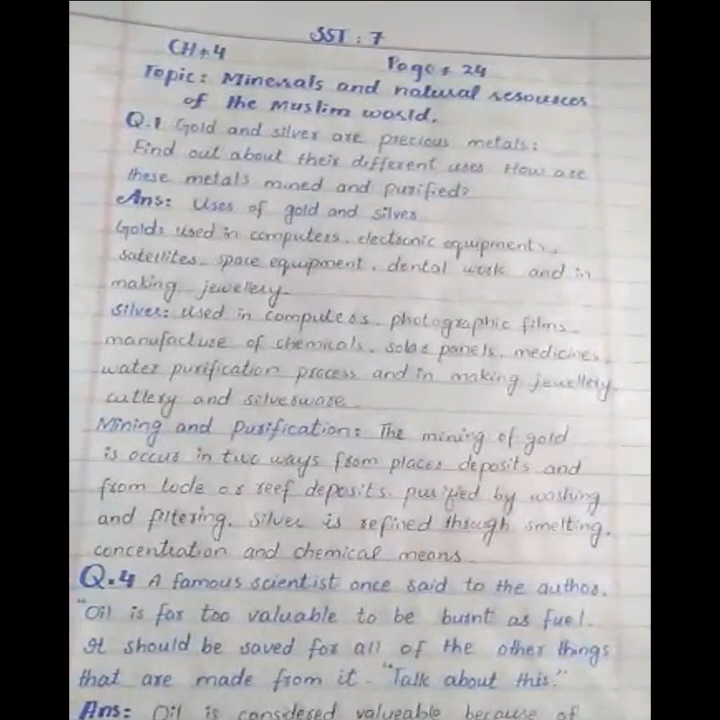 SST : 7
CH # 4 Page # 24
Topic: Minerals and natural resources
of the Muslim world.
Q.1 Gold and silver are precious metals:
Find out about their different uses How are
these metals mined and purified?
Ans: Uses of gold and silver
Gold: used in computers, electronic equipments,
satellites, space equipment, dental work and in
making jewellery.
Silver: used in computers, photographic films,
manufacture of chemicals, solar panels, medicines,
water purification process and in making jewellery,
cutlery and silverware.
Mining and Purification: The mining of gold
is occur in two ways from placer deposits and
from lode or reef deposits. purified by washing
and filtering. Silver is refined through smelting,
concentration and chemical means.
Q.4 A famous scientist once said to the author,
"Oil is far too valuable to be burnt as fuel.
It should be saved for all of the other things
that are made from it. "Talk about this."
Ans: Oil is considered valueable because of